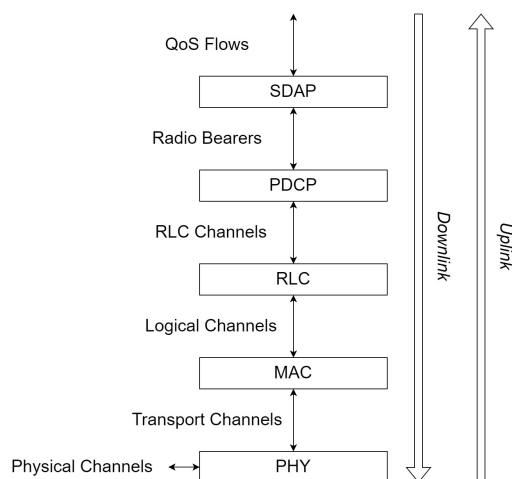 QoS Flows
SDAP
Radio Bearers
PDCP
RLC Channels
Downlink
Uplink
RLC
Logical Channels
MAC
Transport Channels
Physical Channels
PHY